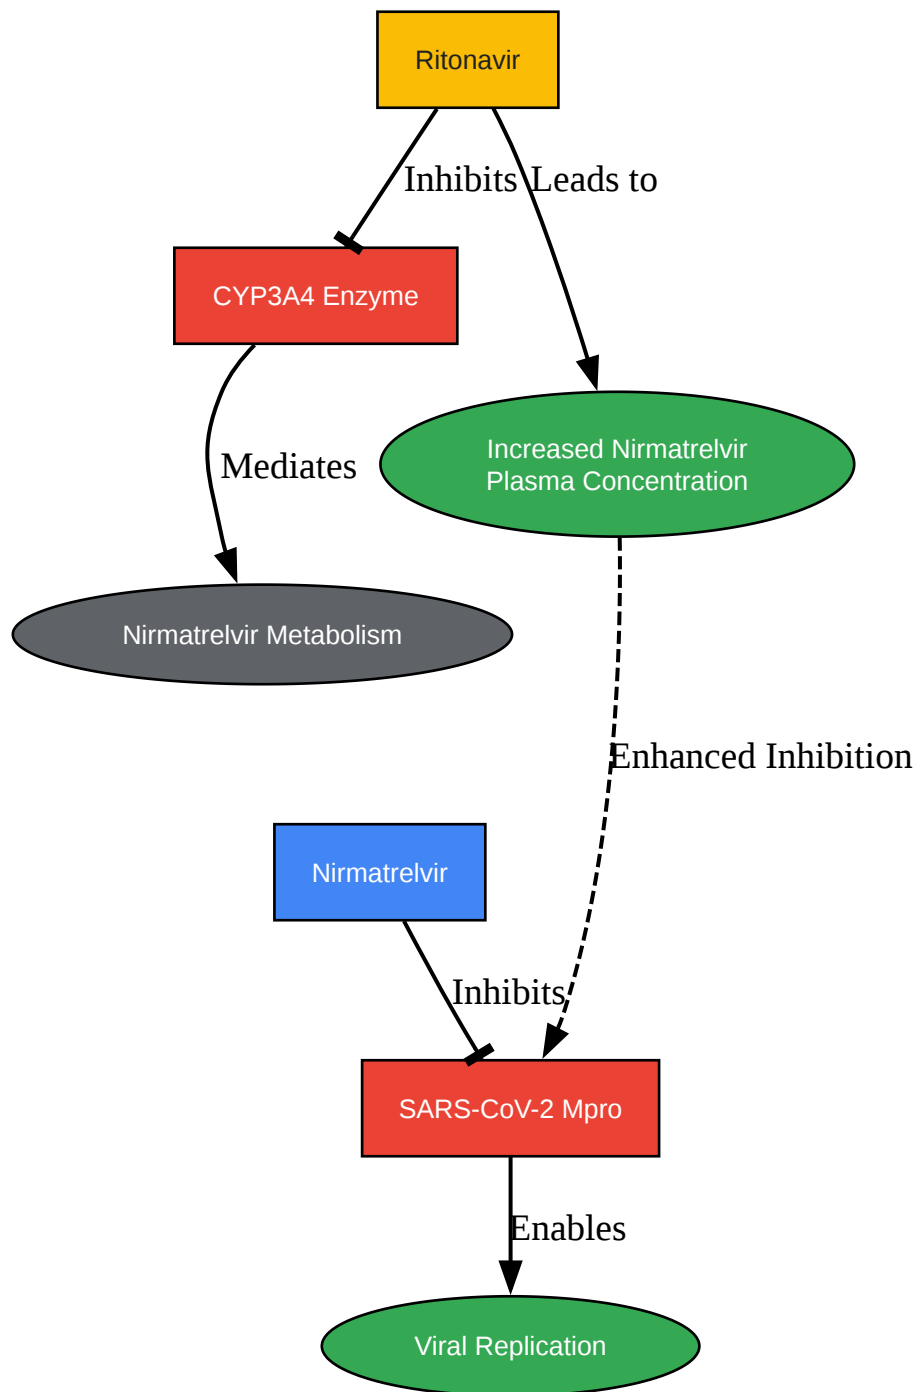 Ritonavir
Inhibits
Leads to
CYP3A4 Enzyme
Mediates
Increased Nirmatrelvir
Plasma Concentration
Nirmatrelvir Metabolism
Enhanced Inhibition
Nirmatrelvir
Inhibits
SARS-CoV-2 Mpro
Enables
Viral Replication